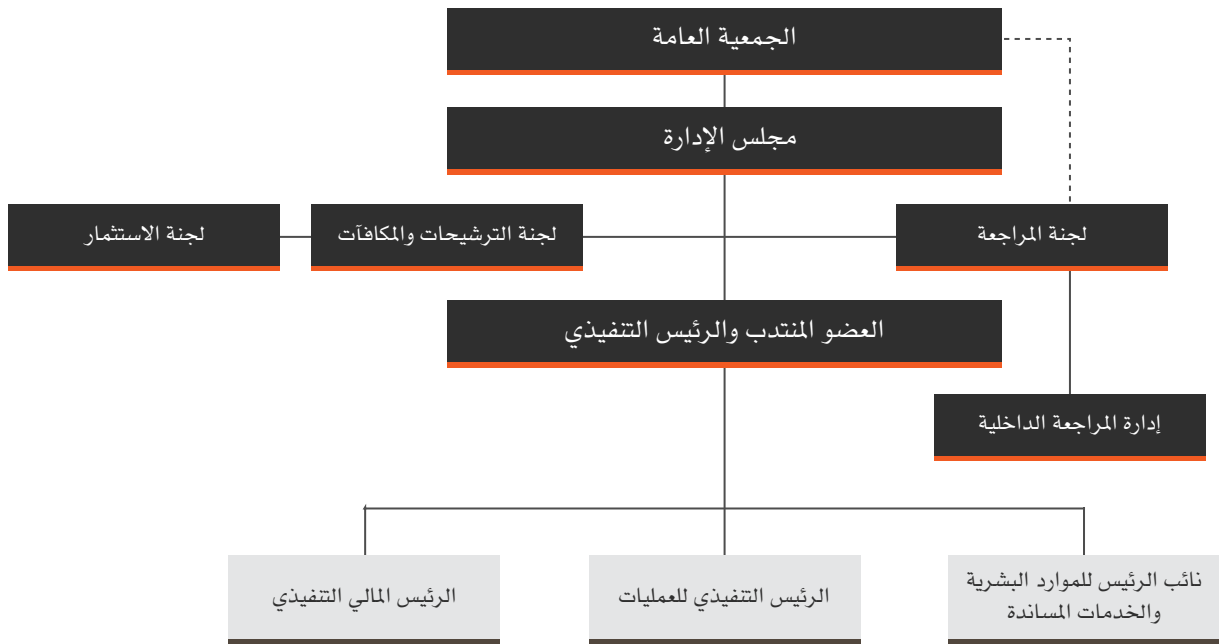 الجمعية العامة
مجلس الإدارة
لجنة المراجعة
لجنة الترشيحات والمكافآت
لجنة الاستثمار
العضو المنتدب والرئيس التنفيذي
إدارة المراجعة الداخلية
نائب الرئيس للموارد البشرية
والخدمات المساندة
الرئيس التنفيذي للعمليات
الرئيس المالي التنفيذي